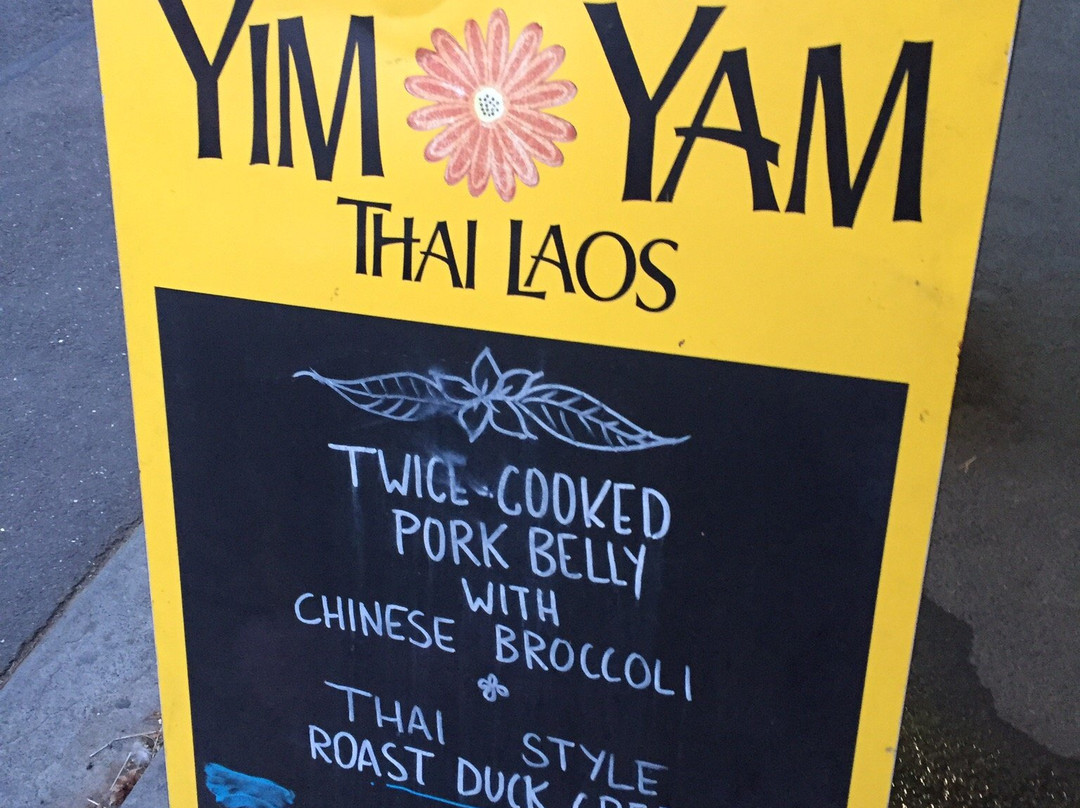 YIM YAM
THAI LAOS
TWICE-COOKED
PORK BELLY
WITH
CHINESE BROCCOLI
THAI STYLE
ROAST DUCK